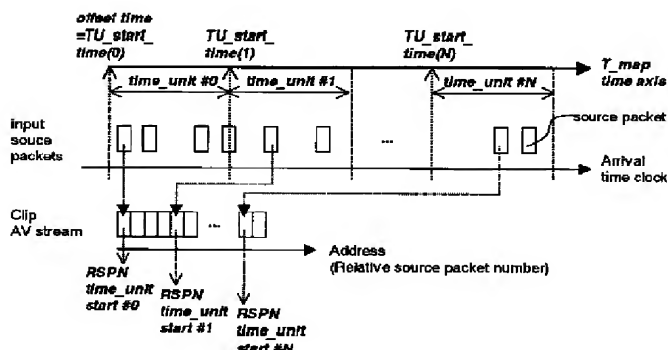 offset time
=TU_start_
time(0)
TU_start_
time(1)
TU_start_
time(N)
T_map
time axis
time_unit #0
time_unit #1
time_unit #N
source packet
input
souce
packets
...
Arrival
time clock
Clip
AV stream
...
Address
(Relative source packet number)
RSPN
time_unit
start #0
RSPN
time_unit
start #1
RSPN
time_unit
start #N